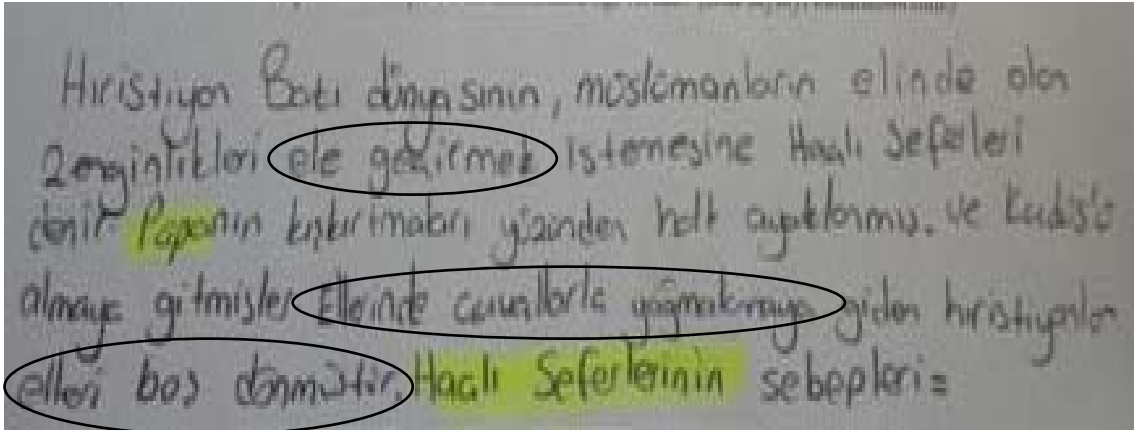 Hıristiyan Batı dünyasının, müslümanların elinde olan
zenginlikleri ele geçirmek istemesine Haçlı Seferleri
denir. Papanın kışkırtmaları yüzünden halk ayaklanmış. ve Kudüs'ü
almaya gitmişler Ellerinde çuvallarla yağmalamaya giden hıristiyanlar
elleri boş dönmüştür. Haçlı Seferlerinin sebepleri =